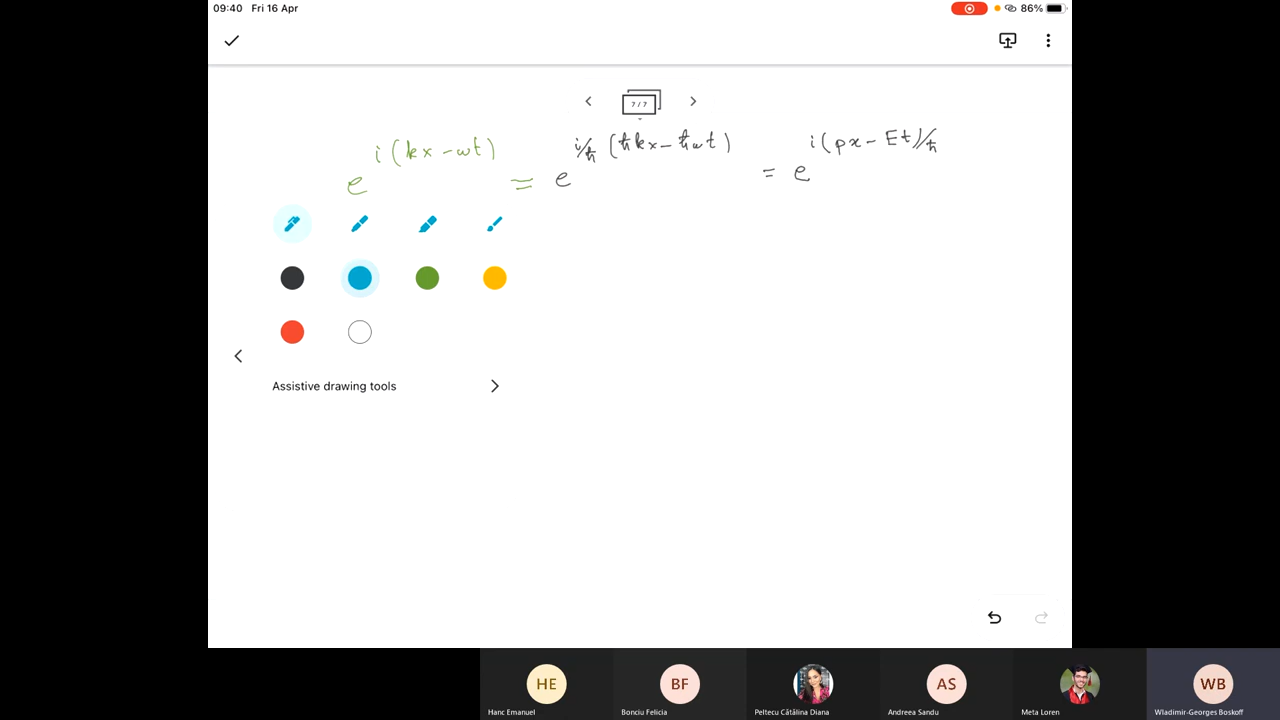 09:40 Fri 16 Apr 86%
7/7
e^{i(kx-ωt)} = e^{i/ħ(ħkx-ħωt)} = e^{i(px-Et)/ħ}
Assistive drawing tools
HE BF AS WB
Hanc Emanuel Bonciu Felicia Peltecu Cătălina Diana Andreea Sandu Meta Loren Wladimir-Georges Boskoff